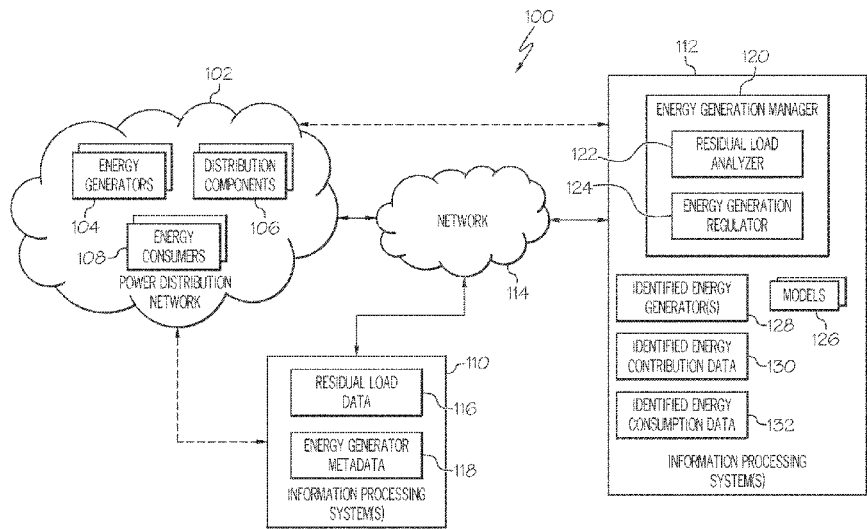 100
102
ENERGY
GENERATORS
104
DISTRIBUTION
COMPONENTS
106
108
ENERGY
CONSUMERS
POWER DISTRIBUTION
NETWORK
NETWORK
114
110
RESIDUAL LOAD
DATA
116
ENERGY GENERATOR
METADATA
118
INFORMATION PROCESSING
SYSTEM(S)
112
120
ENERGY GENERATION MANAGER
122
RESIDUAL LOAD
ANALYZER
124
ENERGY GENERATION
REGULATOR
IDENTIFIED ENERGY
GENERATOR(S)
128
MODELS
126
IDENTIFIED ENERGY
CONTRIBUTION DATA
130
IDENTIFIED ENERGY
CONSUMPTION DATA
132
INFORMATION PROCESSING
SYSTEM(S)